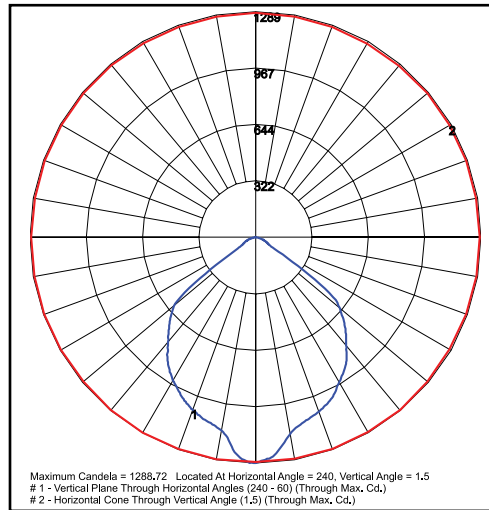 1289
967
2
644
322
1
Maximum Candela = 1288.72 Located At Horizontal Angle = 240, Vertical Angle = 1.5
# 1 - Vertical Plane Through Horizontal Angles (240 - 60) (Through Max. Cd.)
# 2 - Horizontal Cone Through Vertical Angle (1.5) (Through Max. Cd.)